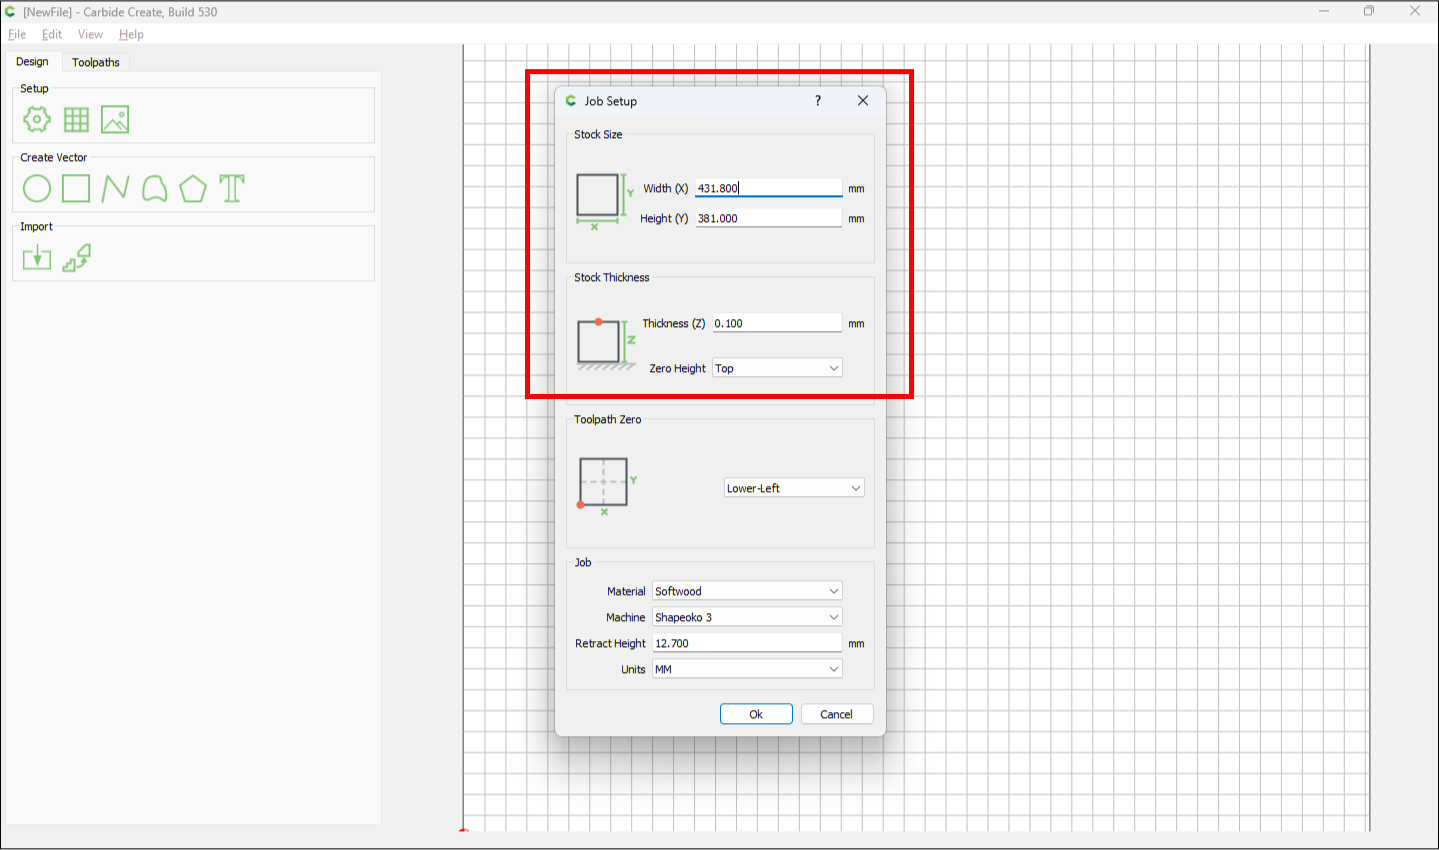 [NewFile] - Carbide Create, Build 530
File Edit View Help
Design Toolpaths
Setup
Create Vector
Import
Job Setup ?
Stock Size
Width (X) 431.800 mm
Height (Y) 381.000 mm
Y
X
Stock Thickness
Thickness (Z) 0.100 mm
Z
Zero Height Top
Toolpath Zero
Y
Lower-Left
X
Job
Material Softwood
Machine Shapeoko 3
Retract Height 12.700 mm
Units MM
Ok Cancel